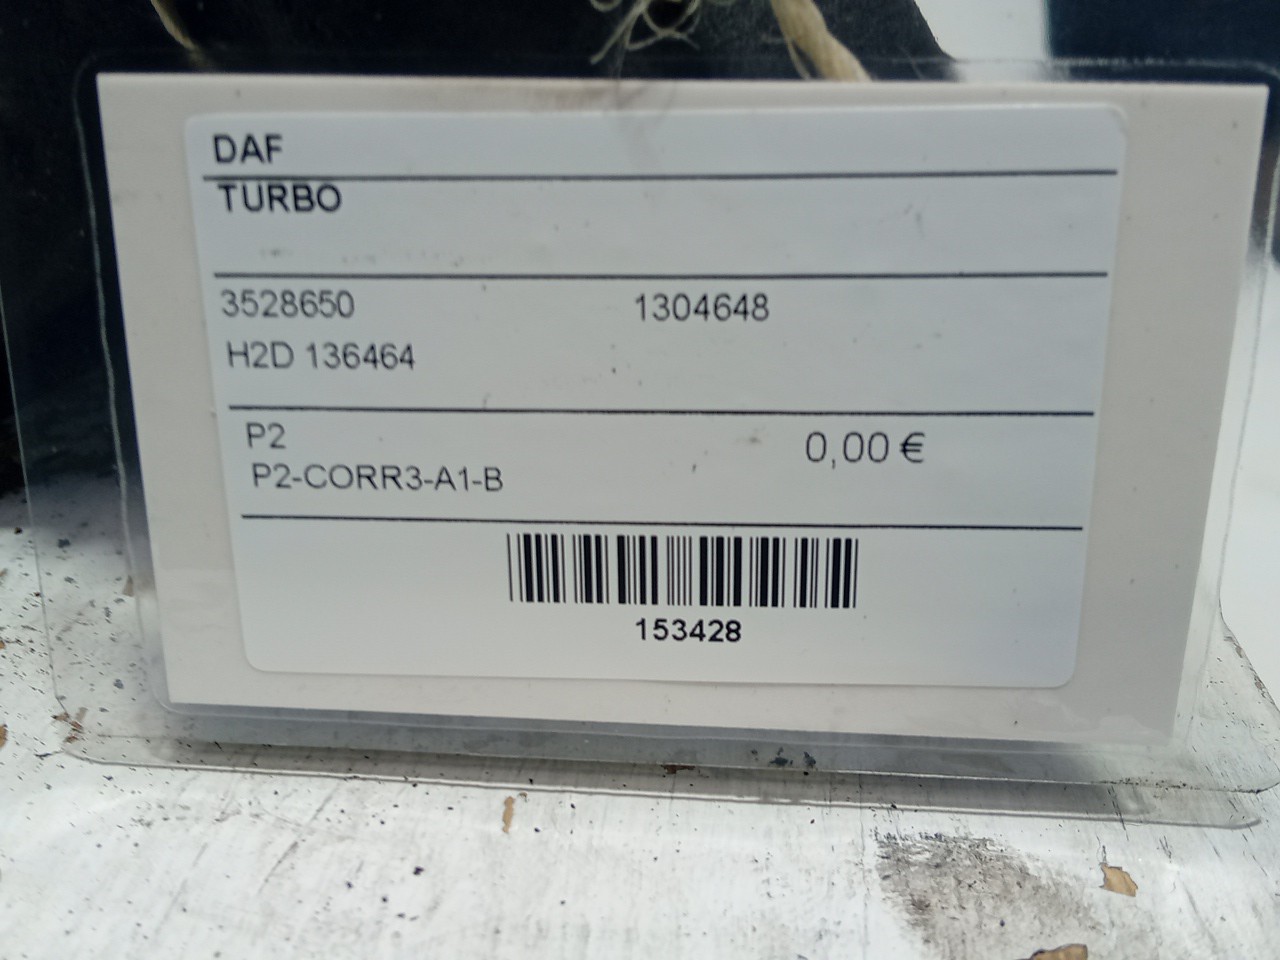 DAF
TURBO
3528650 1304648
H2D 136464
P2 0,00 €
P2-CORR3-A1-B
153428